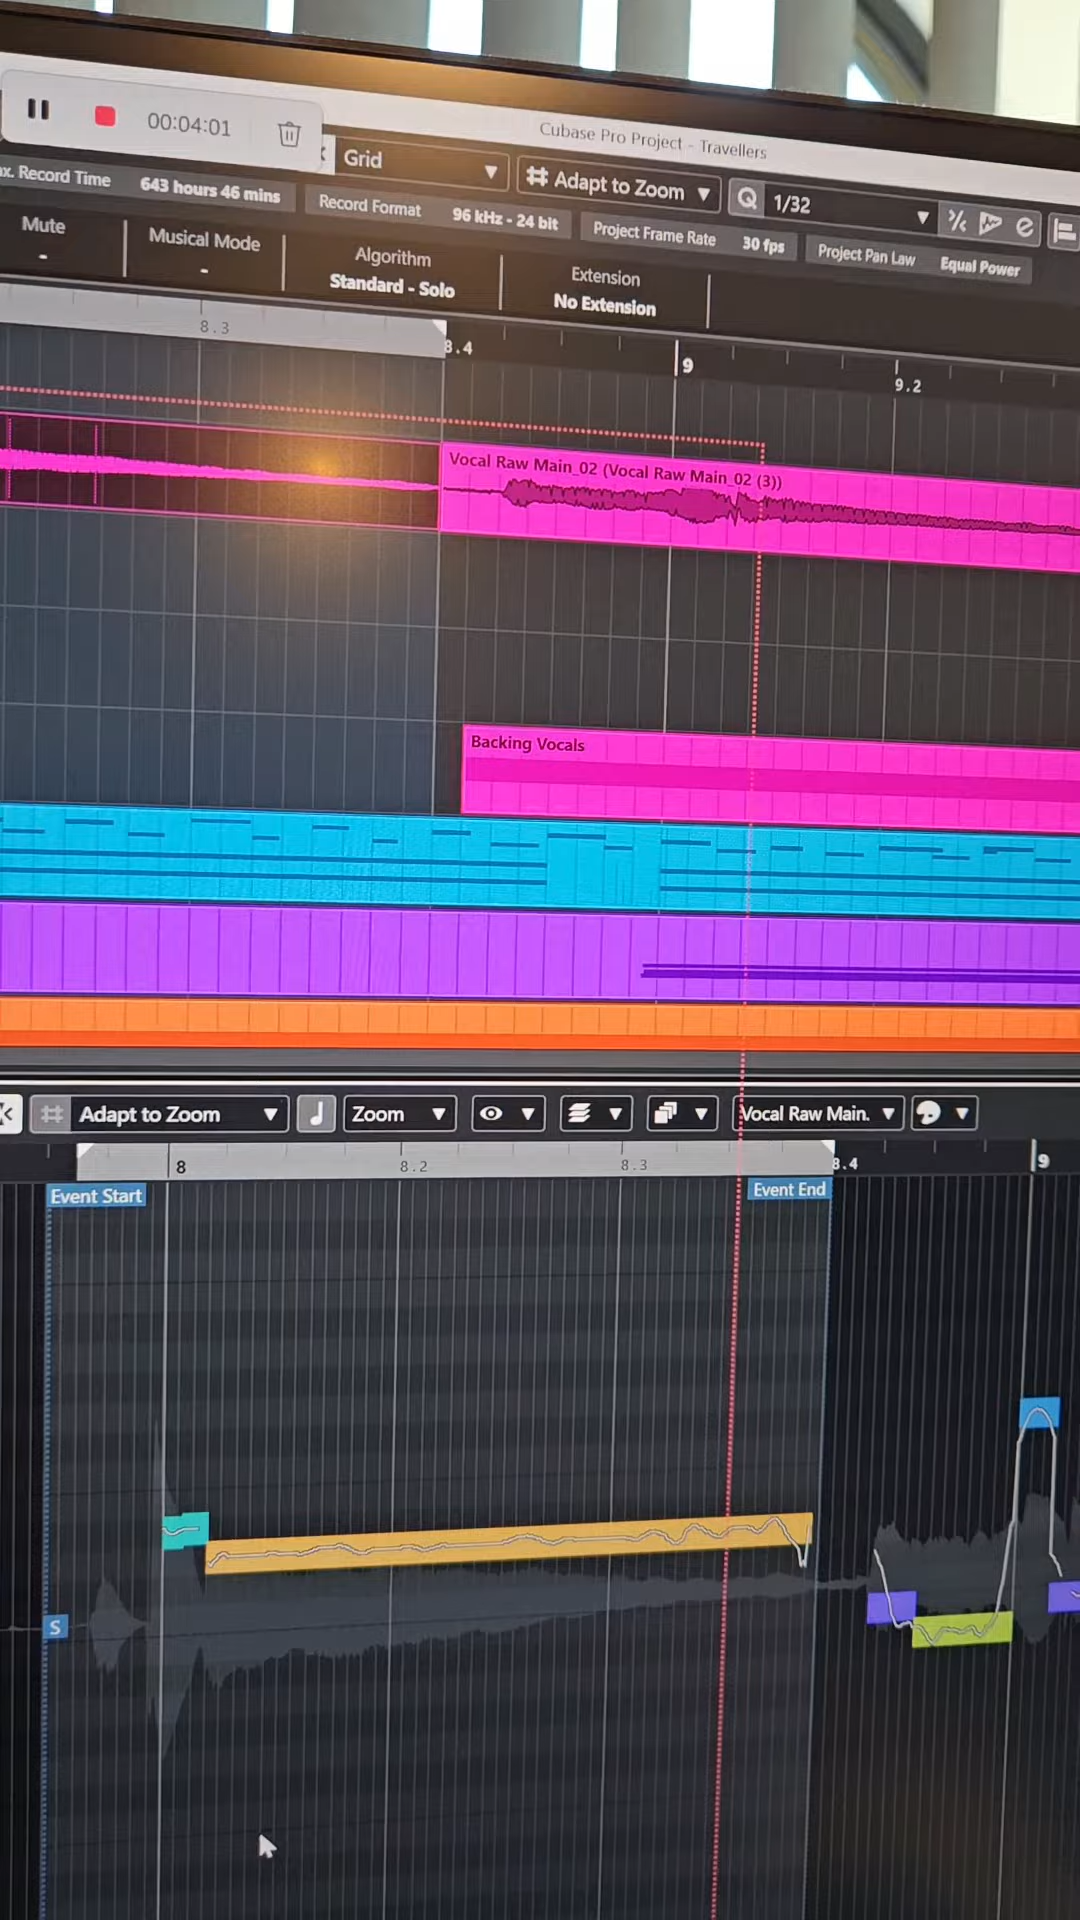 Cubase Pro Project - Travellers
00:04:01
Grid
Adapt to Zoom
Q
1/32
e
Record Time
643 hours 46 mins
Record Format
96 kHz - 24 bit
Project Frame Rate
30 fps
Project Pan Law
Equal Power
Mute
-
Musical Mode
-
Algorithm
Standard - Solo
Extension
No Extension
8.3
8.4
9
9.2
Vocal Raw Main_02 (Vocal Raw Main_02 (3))
Backing Vocals
Adapt to Zoom
Zoom
Vocal Raw Main.
8
8.2
8.3
8.4
9
Event Start
Event End
S